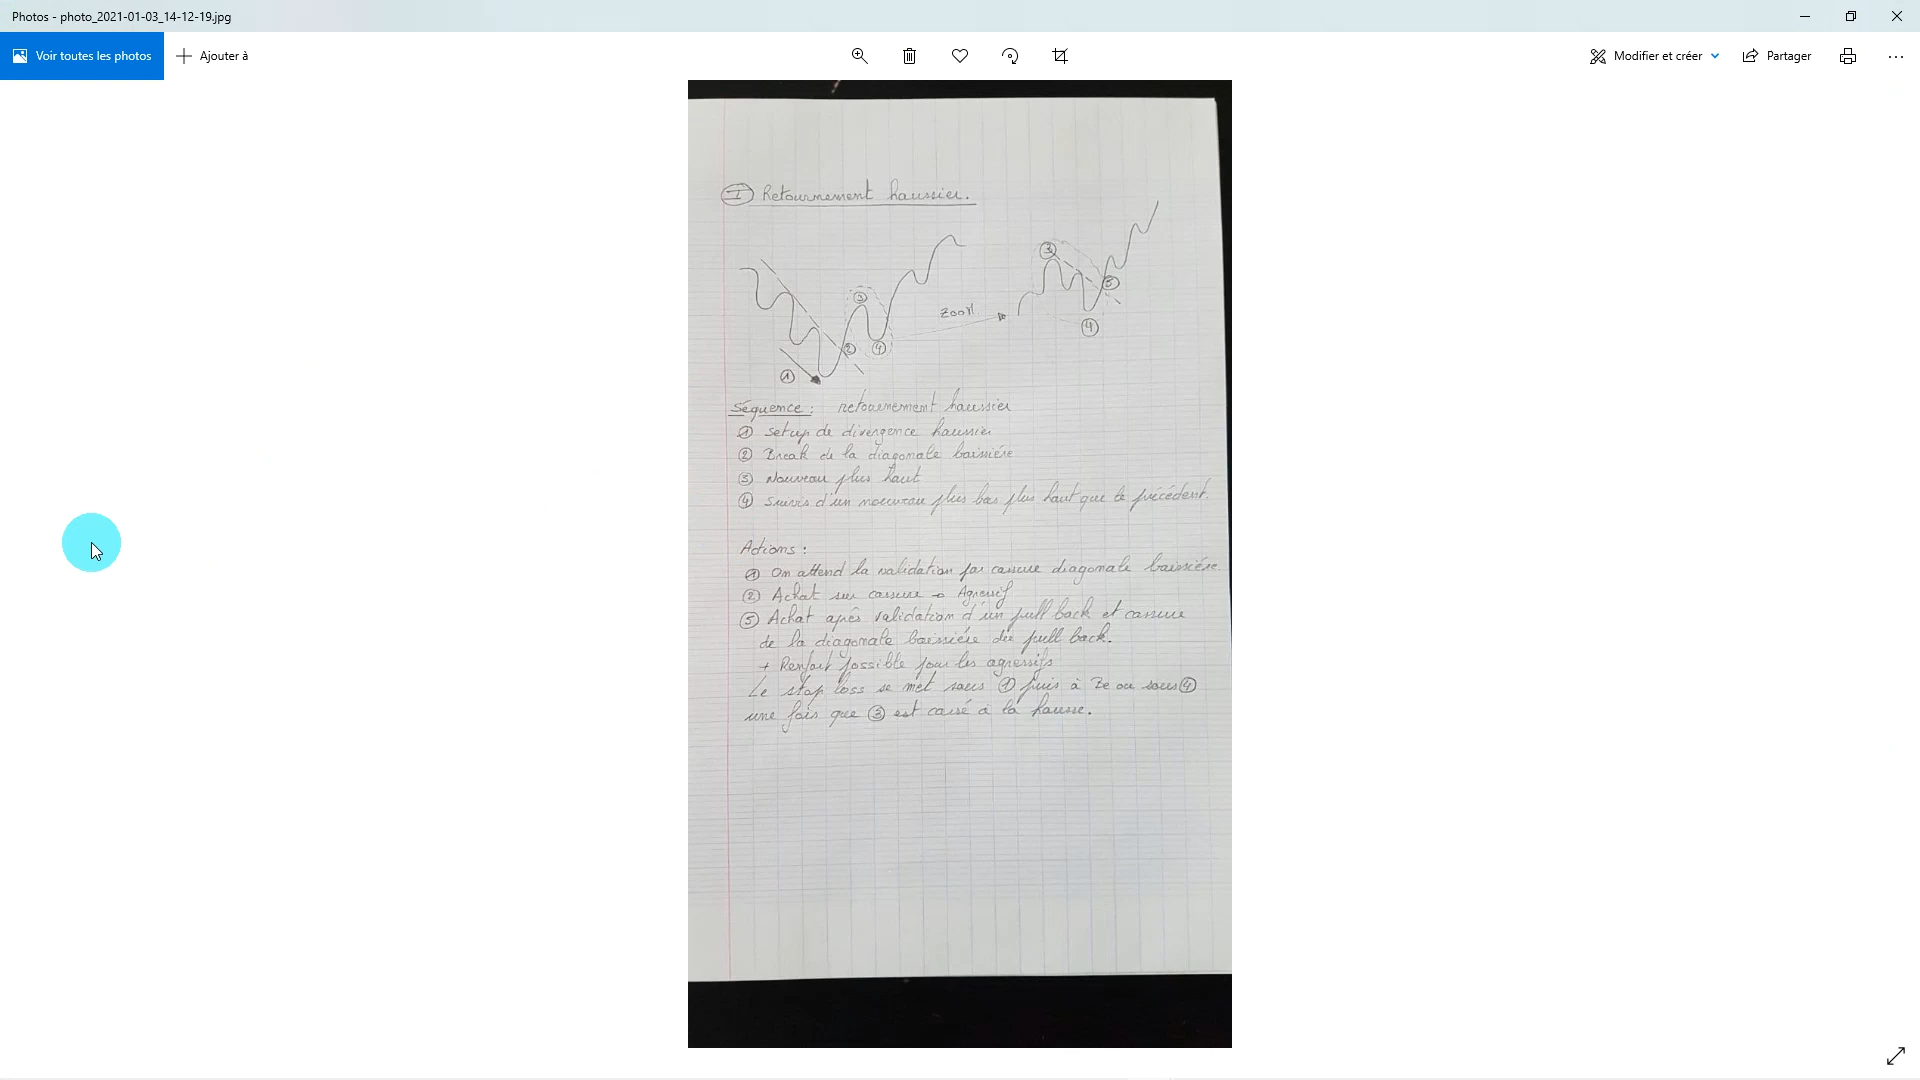 Photos - photo_2021-01-03_14-12-19.jpg
Voir toutes les photos
Ajouter à
Modifier et créer
Partager
I Retournement haussier.
3
3
5
ZOOM
4
2
4
1
Séquence : retournement haussier
1 setup de divergence haussier
2 Break de la diagonale baissière
3 Nouveau plus haut
4 Suivis d'un nouveau plus bas plus haut que le précédent.
Actions :
1 On attend la validation par cassure diagonale baissière
2 Achat sur cassure → Agressif
5 Achat après validation d'un pull back et cassure
de la diagonale baissière du pull back.
+ Renfort possible pour les agressifs
Le stop loss se met sous 1 puis à Be ou sous 4
une fois que 3 est cassé à la hausse.